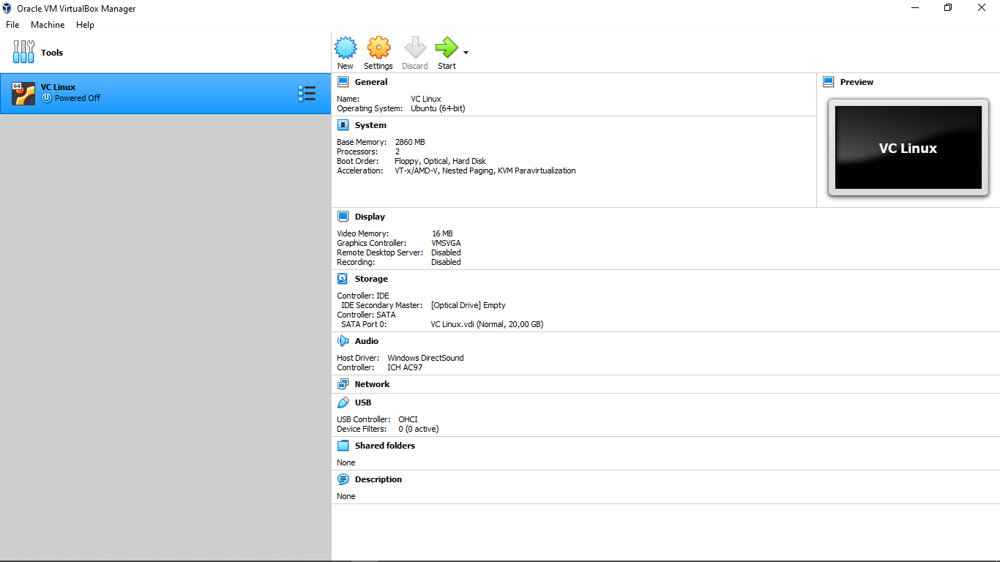 Oracle VM VirtualBox Manager
File Machine Help
Tools
New Settings Discard Start
64
VC Linux
Powered Off
General
Name: VC Linux
Operating System: Ubuntu (64-bit)
Preview
VC Linux
System
Base Memory: 2860 MB
Processors: 2
Boot Order: Floppy, Optical, Hard Disk
Acceleration: VT-x/AMD-V, Nested Paging, KVM Paravirtualization
Display
Video Memory: 16 MB
Graphics Controller: VMSVGA
Remote Desktop Server: Disabled
Recording: Disabled
Storage
Controller: IDE
IDE Secondary Master: [Optical Drive] Empty
Controller: SATA
SATA Port 0: VC Linux.vdi (Normal, 20,00 GB)
Audio
Host Driver: Windows DirectSound
Controller: ICH AC97
Network
USB
USB Controller: OHCI
Device Filters: 0 (0 active)
Shared folders
None
Description
None